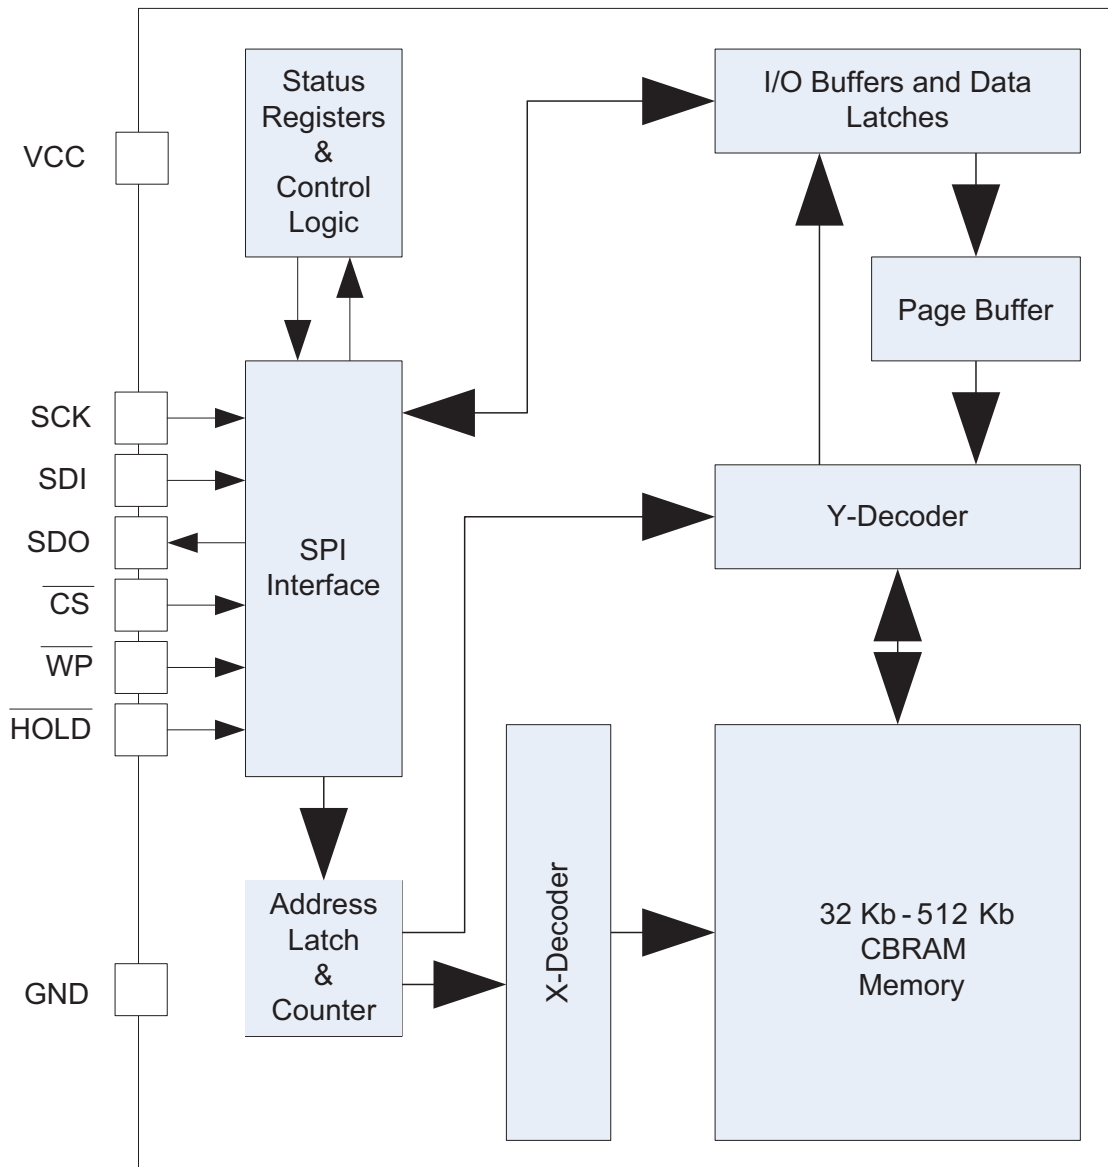 VCC
SCK
SDI
SDO
CS
WP
HOLD
GND
Status
Registers
&
Control
Logic
SPI
Interface
Address
Latch
&
Counter
I/O Buffers and Data
Latches
Page Buffer
Y-Decoder
X-Decoder
32 Kb - 512 Kb
CBRAM
Memory